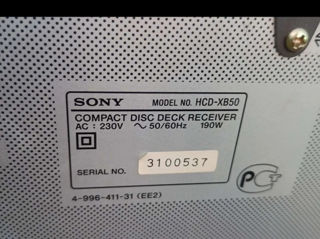 SONY MODEL NO. HCD-XB50
COMPACT DISC DECK RECEIVER
AC : 230V ~ 50/60Hz 190W
SERIAL NO. 3100537
4-996-411-31 (EE2)